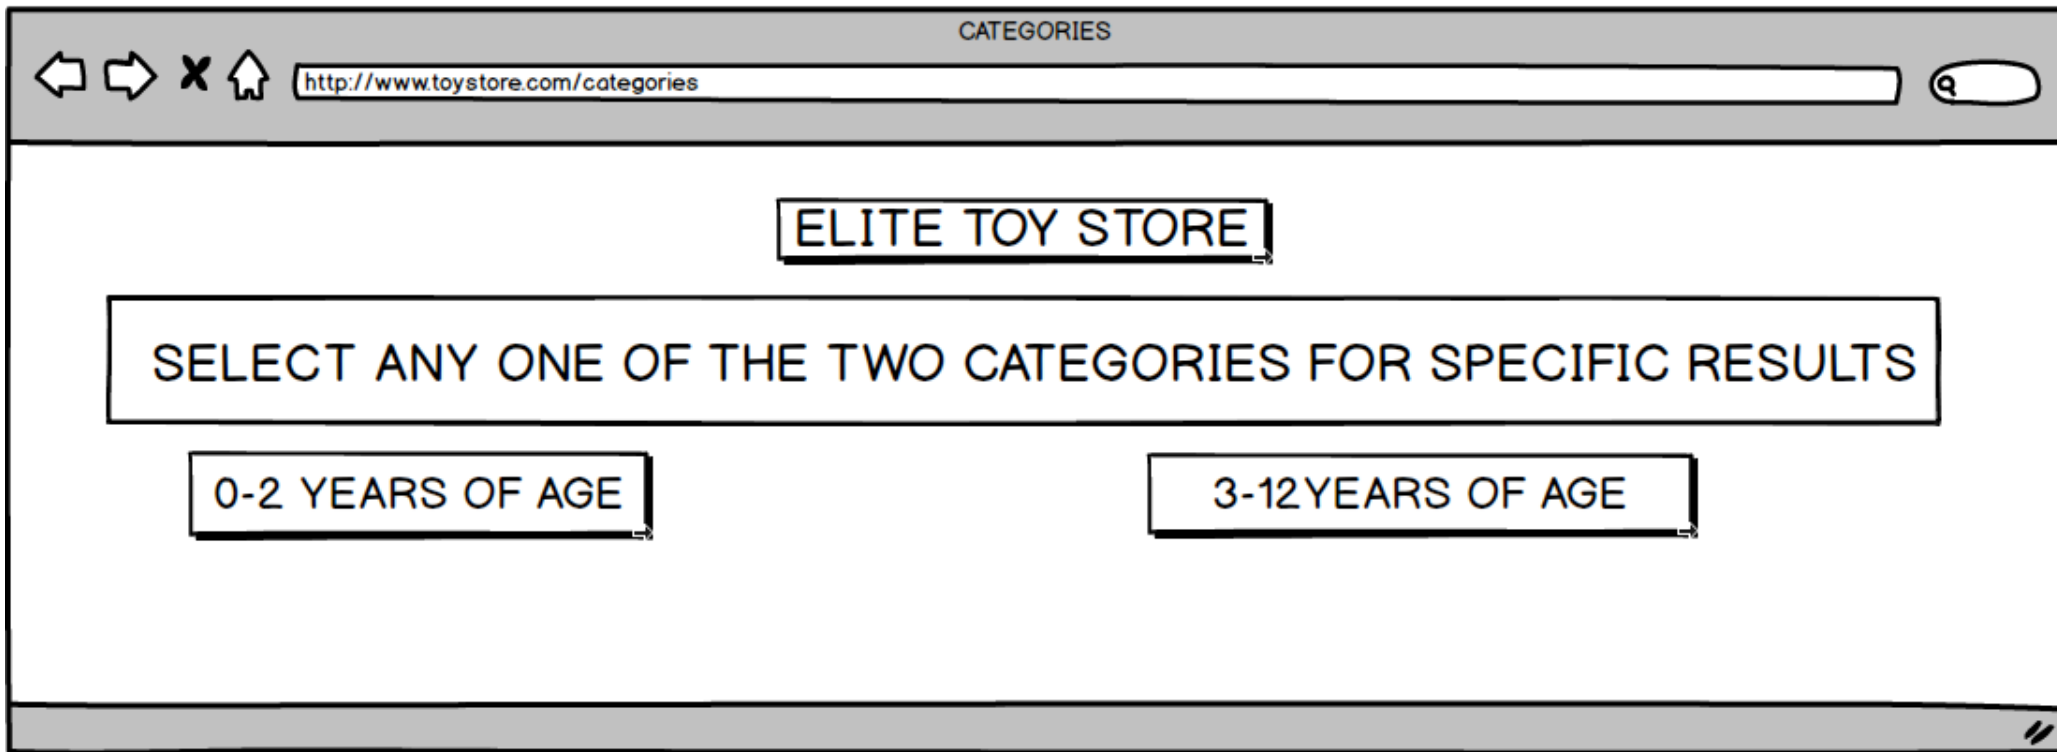 CATEGORIES
http://www.toystore.com/categories
ELITE TOY STORE
SELECT ANY ONE OF THE TWO CATEGORIES FOR SPECIFIC RESULTS
0-2 YEARS OF AGE
3-12YEARS OF AGE